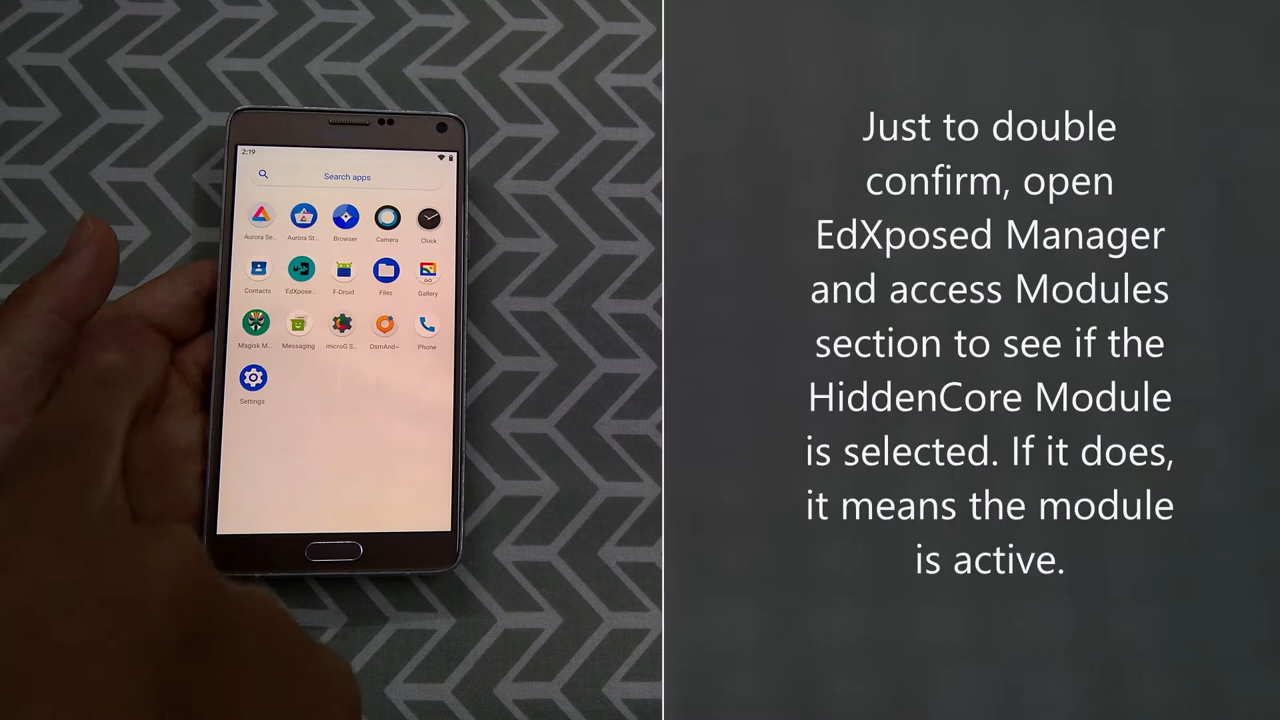 2:19
Search apps
Aurora Se..
Aurora St...
Browser
Camera
Clock
Contacts
EdXpose...
F-Droid
Files
Gallery
Magisk M..
Messaging
microG S..
OsmAnd~
Phone
Settings
Just to double
confirm, open
EdXposed Manager
and access Modules
section to see if the
HiddenCore Module
is selected. If it does,
it means the module
is active.